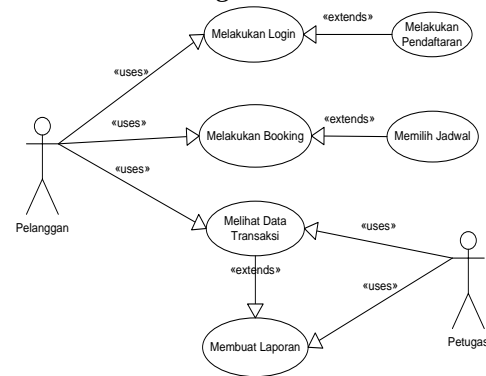 «extends»
Melakukan Login
Melakukan
Pendaftaran
«uses»
«uses»
«extends»
Melakukan Booking
Memilih Jadwal
«uses»
Pelanggan
Melihat Data
Transaksi
«uses»
«extends»
«uses»
Membuat Laporan
Petugas